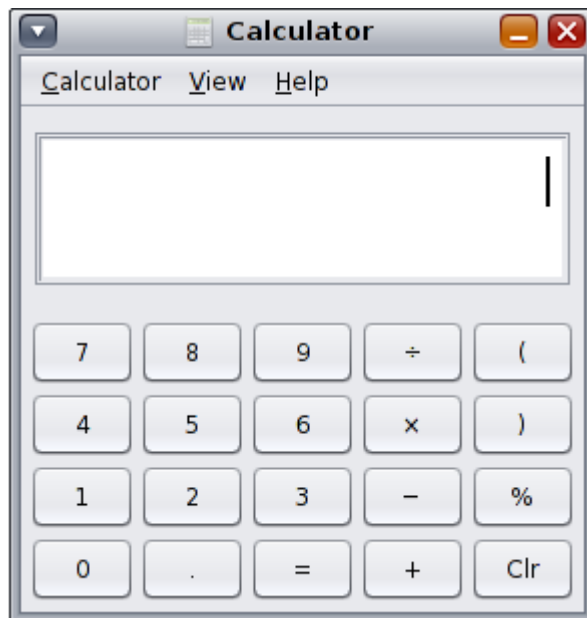 Calculator
Calculator View Help
7 8 9 ÷ (
4 5 6 × )
1 2 3 − %
0 . = + Clr